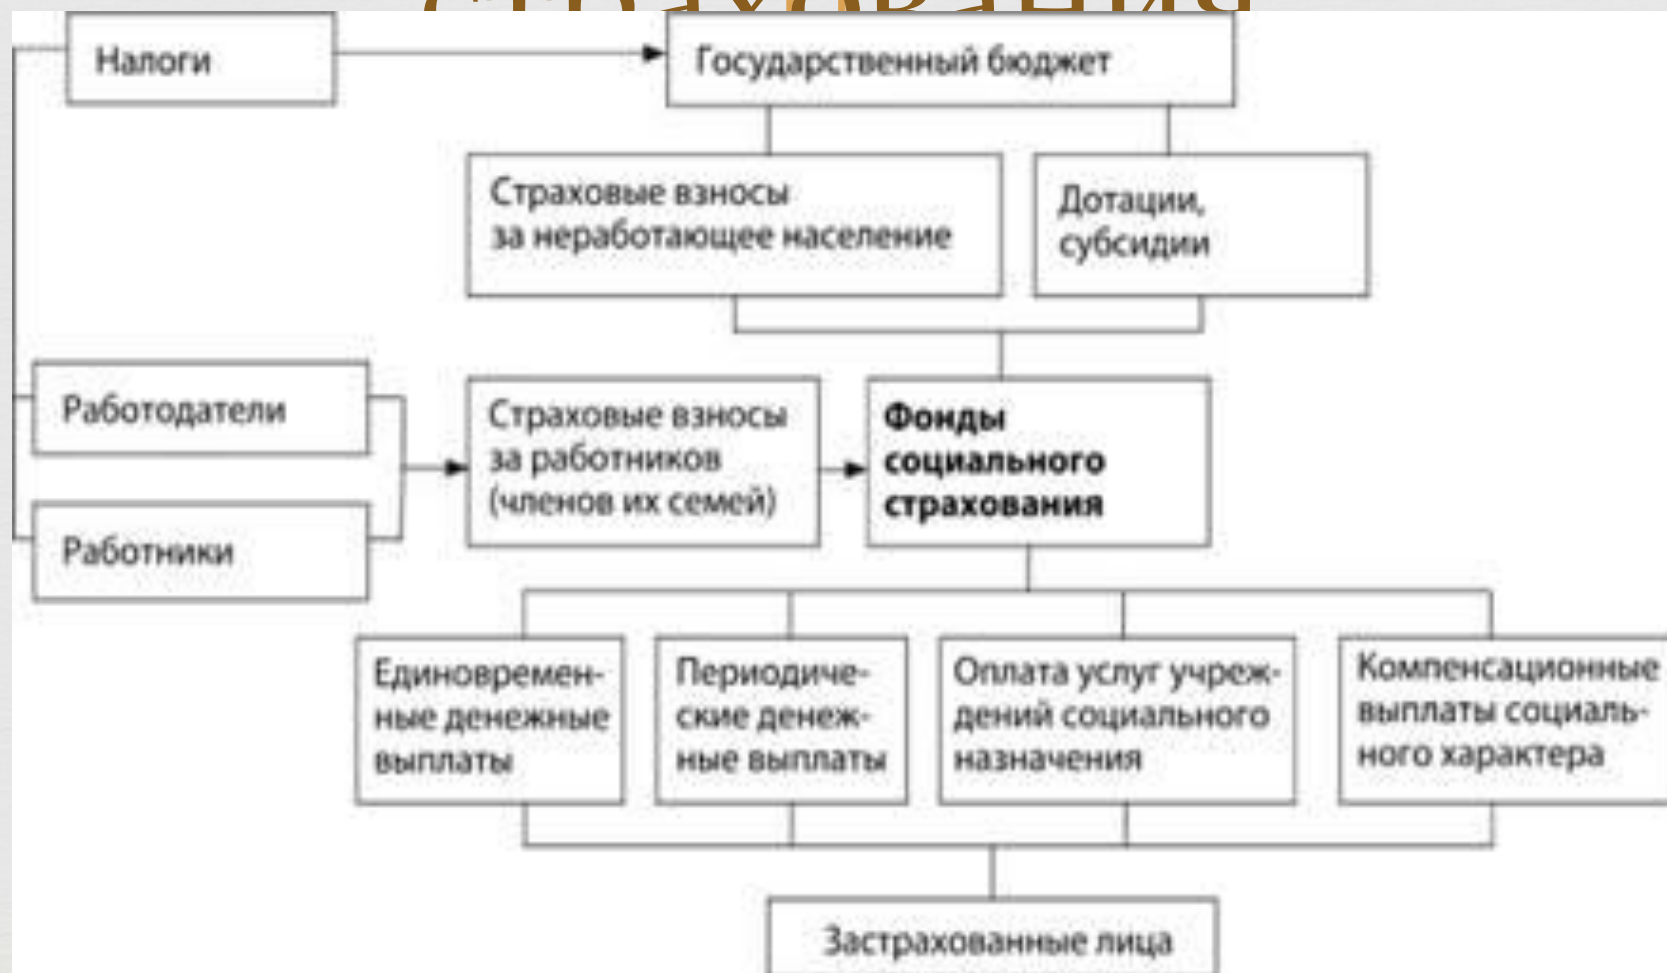 страхования
Налоги
Государственный бюджет
Страховые взносы
за неработающее население
Дотации,
субсидии
Работодатели
Страховые взносы
за работников
(членов их семей)
Фонды
социального
страхования
Работники
Единовремен-
ные денежные
выплаты
Периодиче-
ские денеж-
ные выплаты
Оплата услуг учреж-
дений социального
назначения
Компенсационные
выплаты социаль-
ного характера
Застрахованные лица